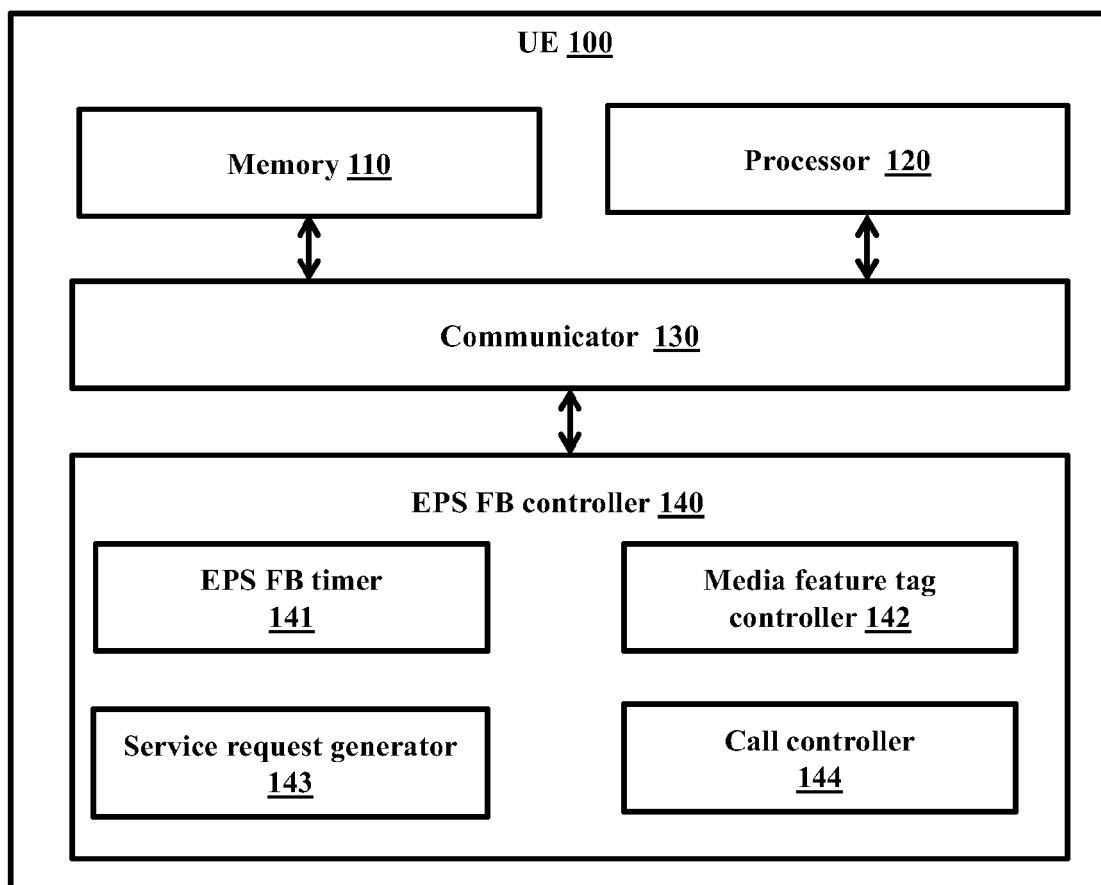 UE 100
Memory 110
Processor 120
Communicator 130
EPS FB controller 140
EPS FB timer
141
Media feature tag
controller 142
Service request generator
143
Call controller
144